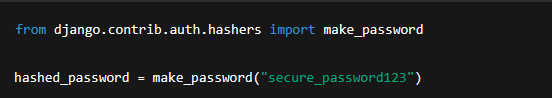 from django.contrib.auth.hashers import make_password
hashed_password = make_password("secure_password123")